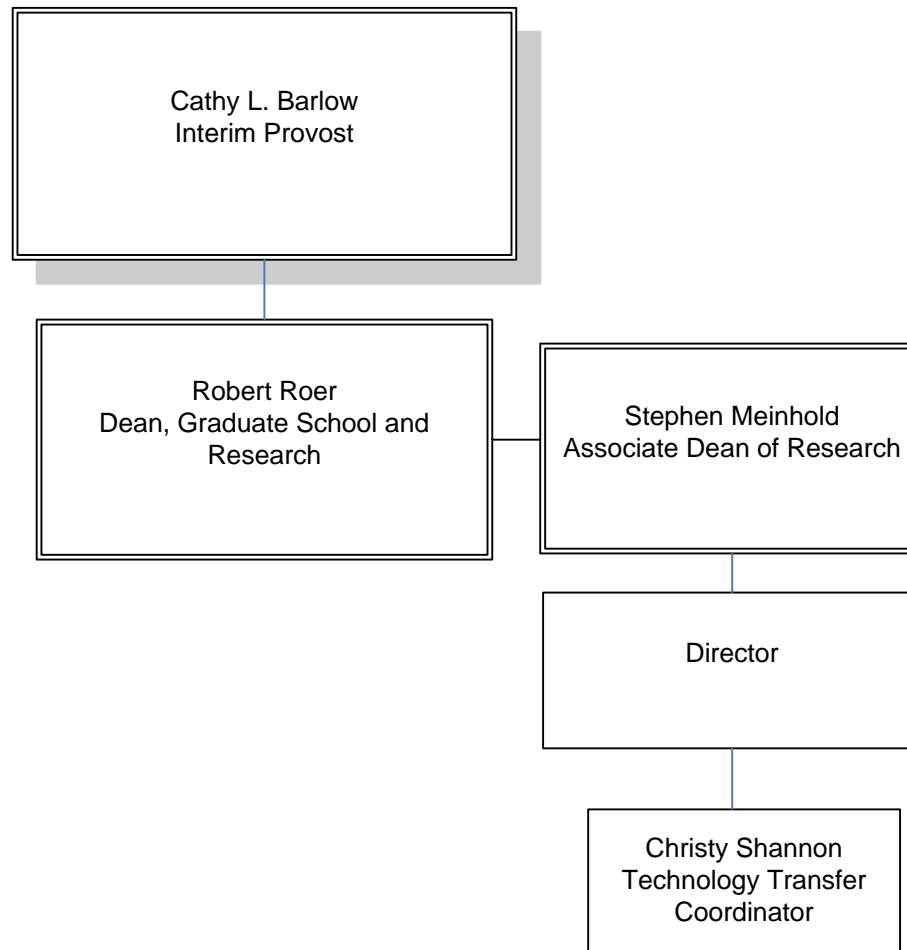 Cathy L. Barlow
Interim Provost
Robert Roer
Dean, Graduate School and
Research
Stephen Meinhold
Associate Dean of Research
Director
Christy Shannon
Technology Transfer
Coordinator